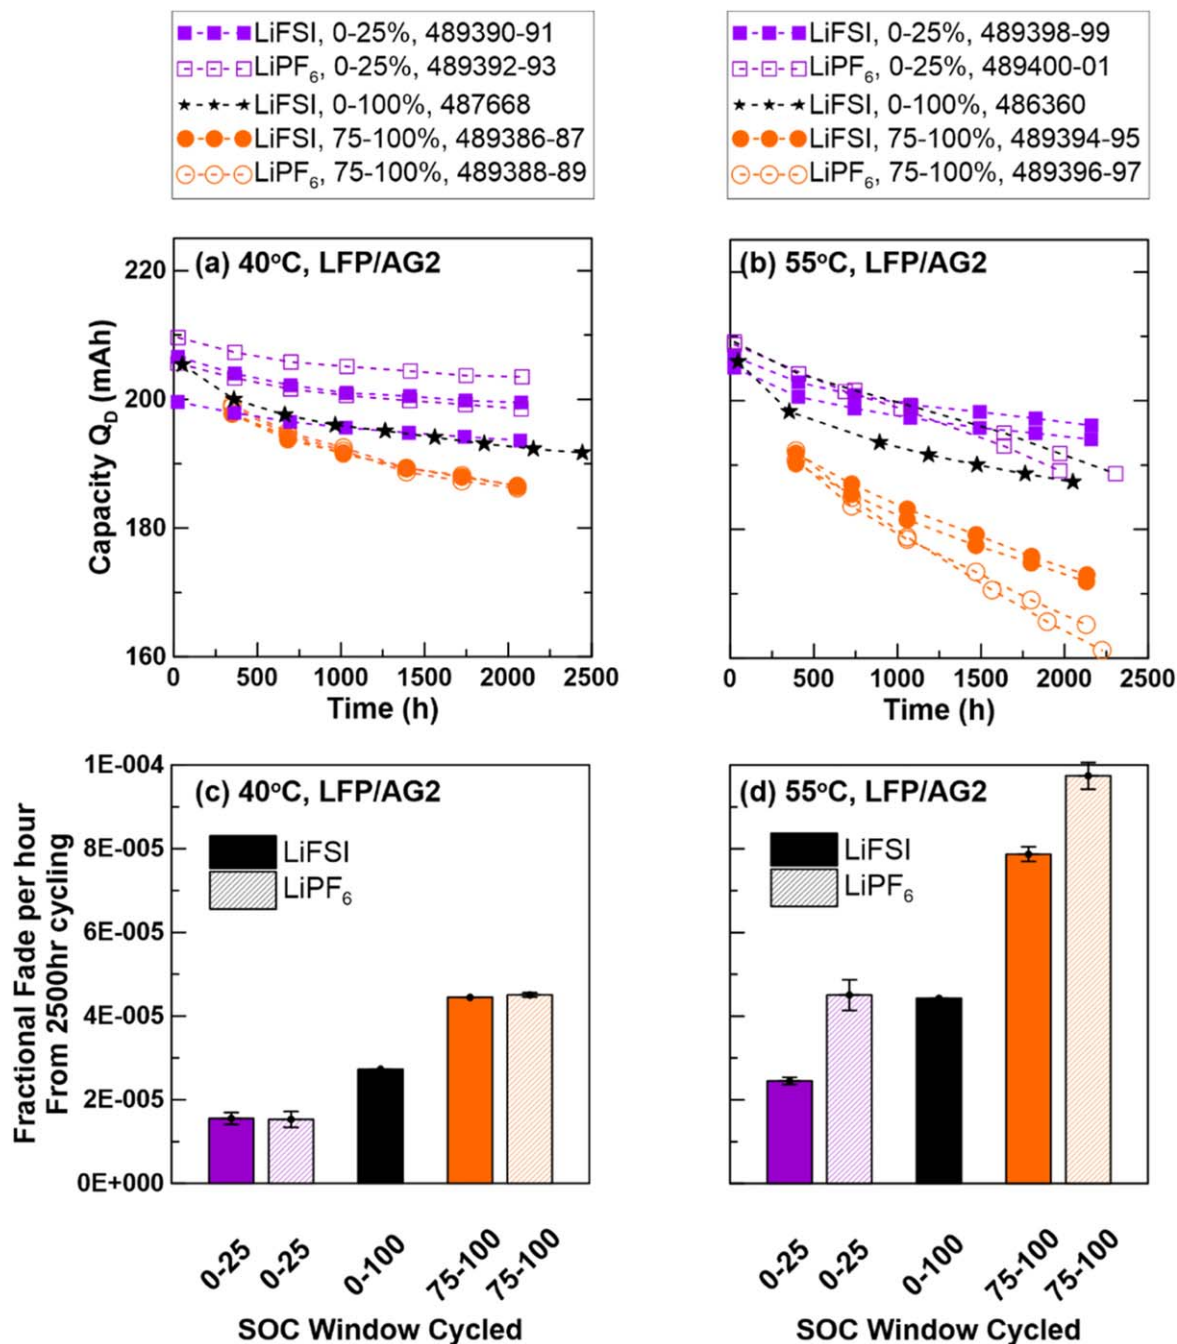 LiFSI, 0-25%, 489390-91
LiPF₆, 0-25%, 489392-93
LiFSI, 0-100%, 487668
LiFSI, 75-100%, 489386-87
LiPF₆, 75-100%, 489388-89
LiFSI, 0-25%, 489398-99
LiPF₆, 0-25%, 489400-01
LiFSI, 0-100%, 486360
LiFSI, 75-100%, 489394-95
LiPF₆, 75-100%, 489396-97
(a) 40°C, LFP/AG2
Capacity Q_D (mAh)
220
200
180
160
0
500
1000
1500
2000
2500
Time (h)
(b) 55°C, LFP/AG2
0
500
1000
1500
2000
2500
Time (h)
(c) 40°C, LFP/AG2
LiFSI
LiPF₆
Fractional Fade per hour
From 2500hr cycling
1E-004
8E-005
6E-005
4E-005
2E-005
0E+000
0-25
0-25
0-100
75-100
75-100
SOC Window Cycled
(d) 55°C, LFP/AG2
LiFSI
LiPF₆
0-25
0-25
0-100
75-100
75-100
SOC Window Cycled